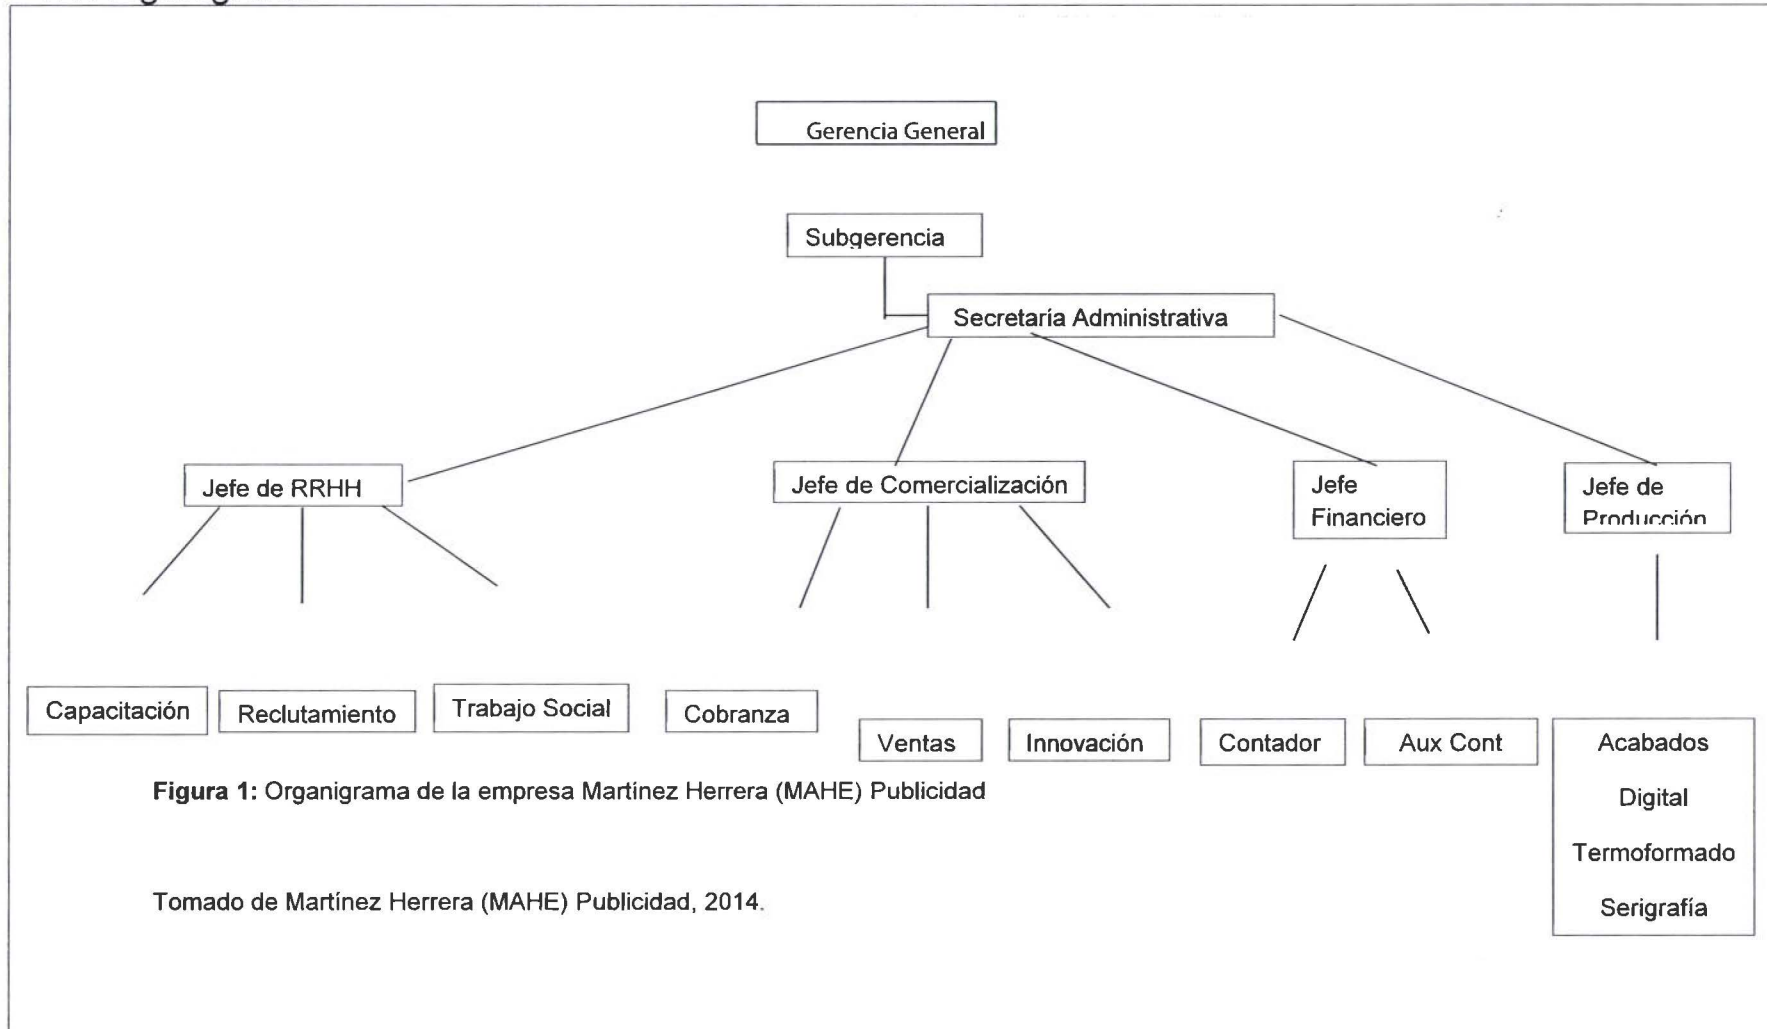 Gerencia General
Subgerencia
Secretaría Administrativa
Jefe de RRHH
Jefe de Comercialización
Jefe
Financiero
Jefe de
Producción
Capacitación
Reclutamiento
Trabajo Social
Cobranza
Ventas
Innovación
Contador
Aux Cont
Acabados
Digital
Termoformado
Serigrafía
Figura 1: Organigrama de la empresa Martínez Herrera (MAHE) Publicidad
Tomado de Martínez Herrera (MAHE) Publicidad, 2014.